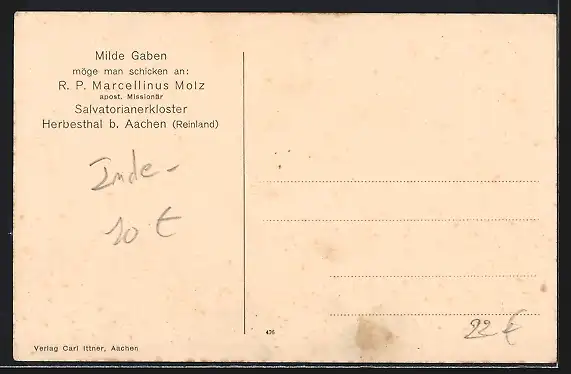 Milde Gaben
möge man schicken an:
R. P. Marcellinus Molz
apost. Missionär
Salvatorianerkloster
Herbesthal b. Aachen (Reinland)
Inde-
10 €
22 €
426
Verlag Carl Ittner, Aachen